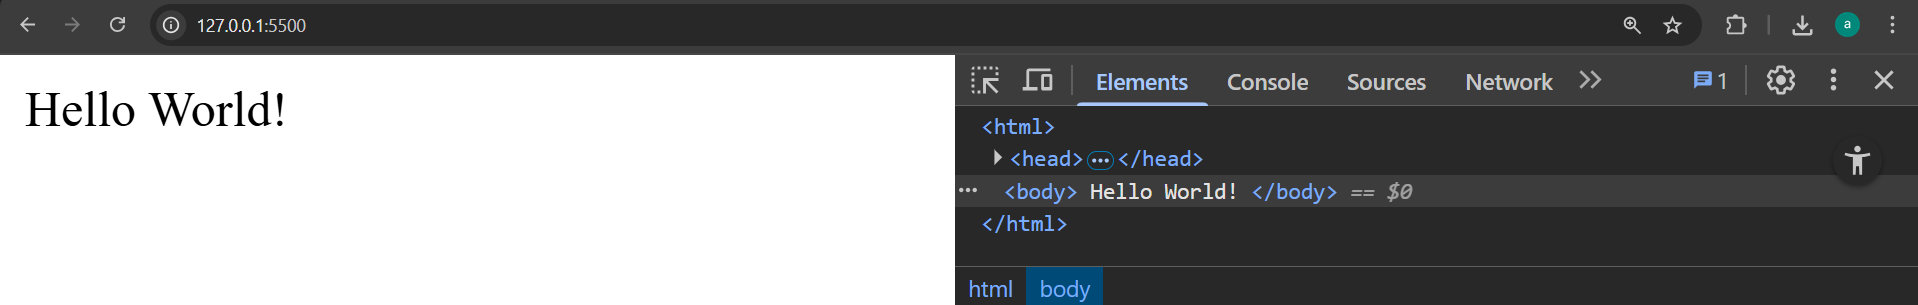 127.0.0.1:5500
a
Hello World!
Elements Console Sources Network 1
<html>
<head>···</head>
··· <body> Hello World! </body> == $0
</html>
html body